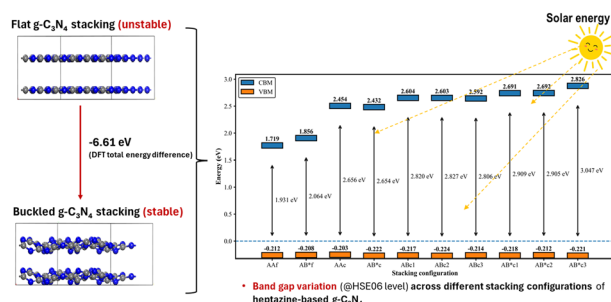 Flat g-C₃N₄ stacking (unstable)
-6.61 eV
(DFT total energy difference)
Buckled g-C₃N₄ stacking (stable)
Solar energy
CBM
VBM
Energy (eV)
3.0
2.5
2.0
1.5
1.0
0.5
0.0
1.719
1.856
2.454
2.432
2.604
2.603
2.592
2.691
2.692
2.826
1.931 eV
2.064 eV
2.656 eV
2.654 eV
2.820 eV
2.827 eV
2.806 eV
2.909 eV
2.905 eV
3.047 eV
-0.212
-0.208
-0.203
-0.222
-0.217
-0.224
-0.214
-0.218
-0.212
-0.221
AAf
AB*f
AAc
AB*c
ABc1
ABc2
ABc3
AB*c1
AB*c2
AB*c3
Stacking configuration
• Band gap variation (@HSE06 level) across different stacking configurations of
heptazine-based g-C₃N₄